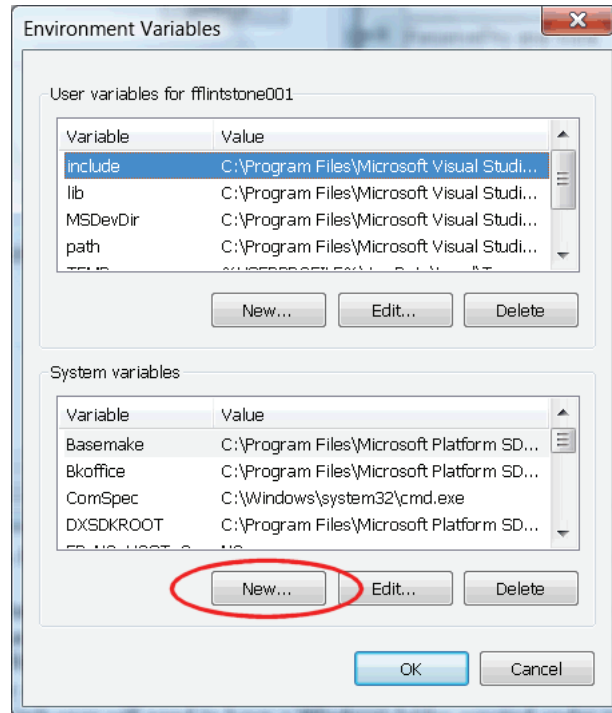 Environment Variables
User variables for fflintstone001
Variable Value
include C:\Program Files\Microsoft Visual Studi...
lib C:\Program Files\Microsoft Visual Studi...
MSDevDir C:\Program Files\Microsoft Visual Studi...
path C:\Program Files\Microsoft Visual Studi...
New... Edit... Delete
System variables
Variable Value
Basemake C:\Program Files\Microsoft Platform SD...
Bkoffice C:\Program Files\Microsoft Platform SD...
ComSpec C:\Windows\system32\cmd.exe
DXSDKROOT C:\Program Files\Microsoft Platform SD...
New... Edit... Delete
OK Cancel